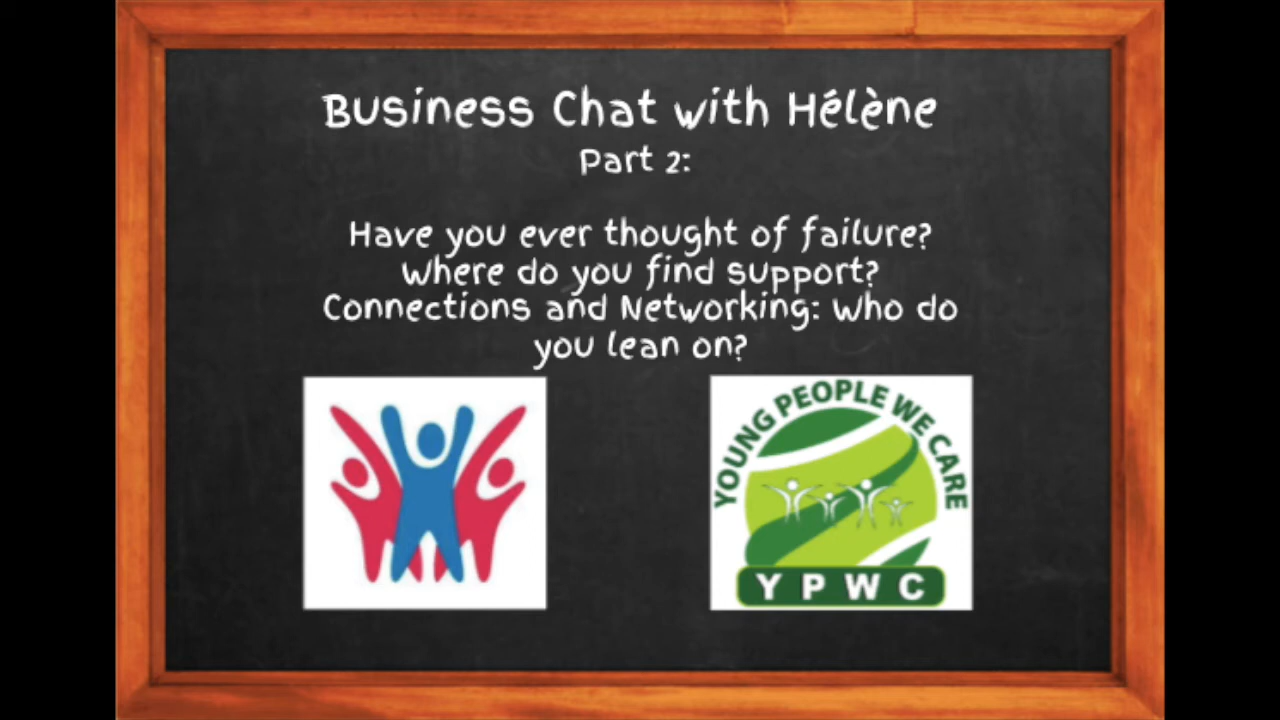 Business Chat with Hélène
Part 2:
Have you ever thought of failure?
Where do you find support?
Connections and Networking: Who do
you lean on?
YOUNG PEOPLE WE CARE
YPWC